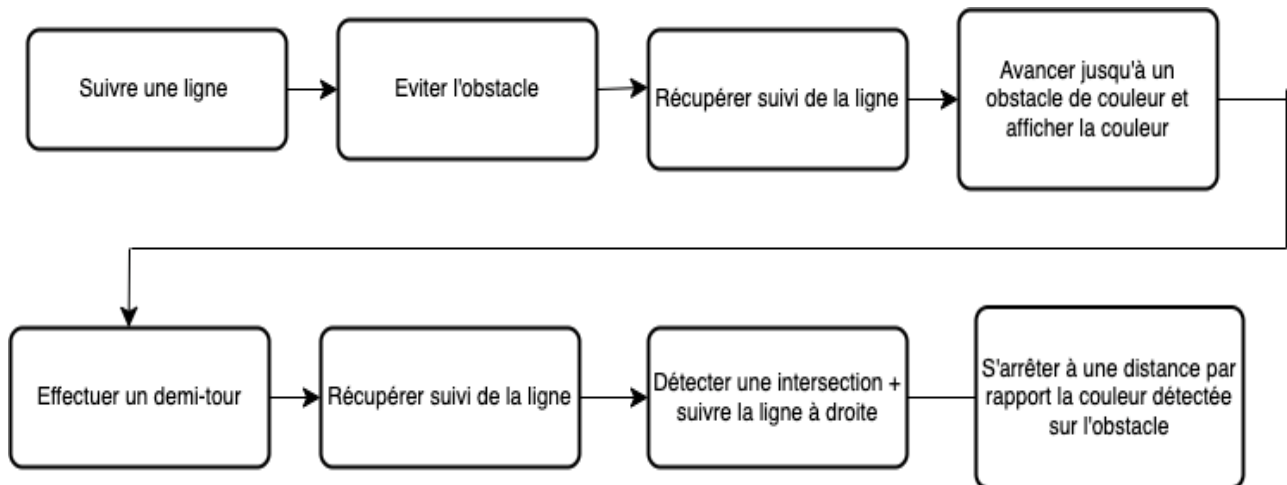 Suivre une ligne
Eviter l'obstacle
Récupérer suivi de la ligne
Avancer jusqu'à un
obstacle de couleur et
afficher la couleur
Effectuer un demi-tour
Récupérer suivi de la ligne
Détecter une intersection +
suivre la ligne à droite
S'arrêter à une distance par
rapport la couleur détectée
sur l'obstacle